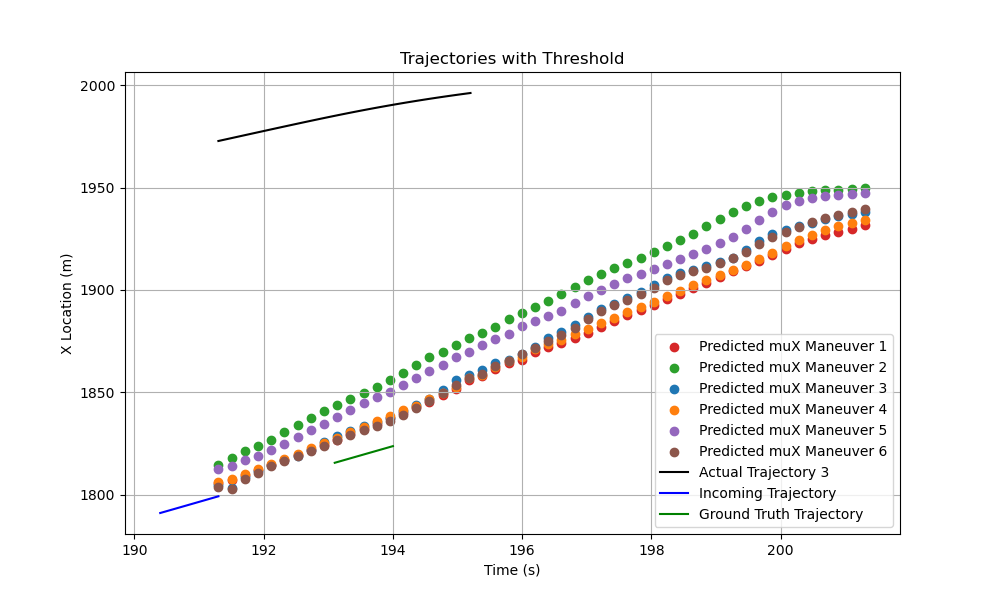 Trajectories with Threshold
X Location (m)
2000
1950
1900
1850
1800
190
192
194
196
198
200
Time (s)
Predicted muX Maneuver 1
Predicted muX Maneuver 2
Predicted muX Maneuver 3
Predicted muX Maneuver 4
Predicted muX Maneuver 5
Predicted muX Maneuver 6
Actual Trajectory 3
Incoming Trajectory
Ground Truth Trajectory